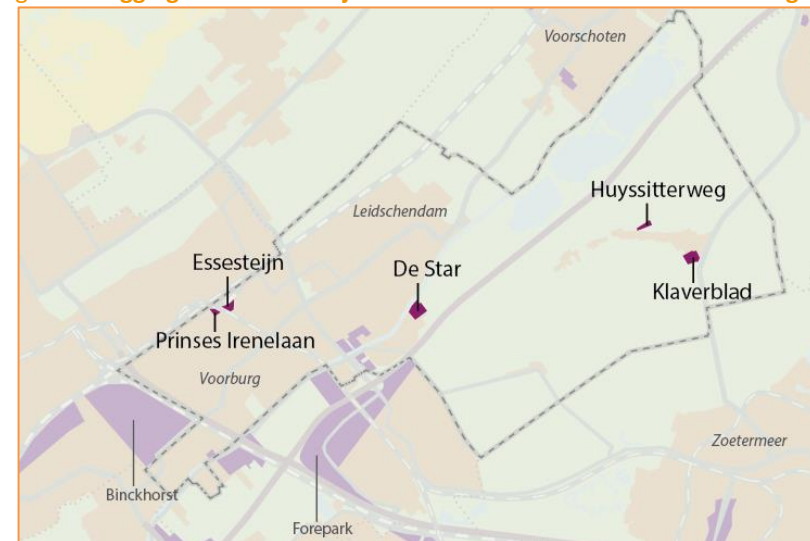 Voorschoten
Huyssitterweg
Leidschendam
Essesteijn
De Star
Klaverblad
Prinses Irenelaan
Voorburg
Zoetermeer
Binckhorst
Forepark